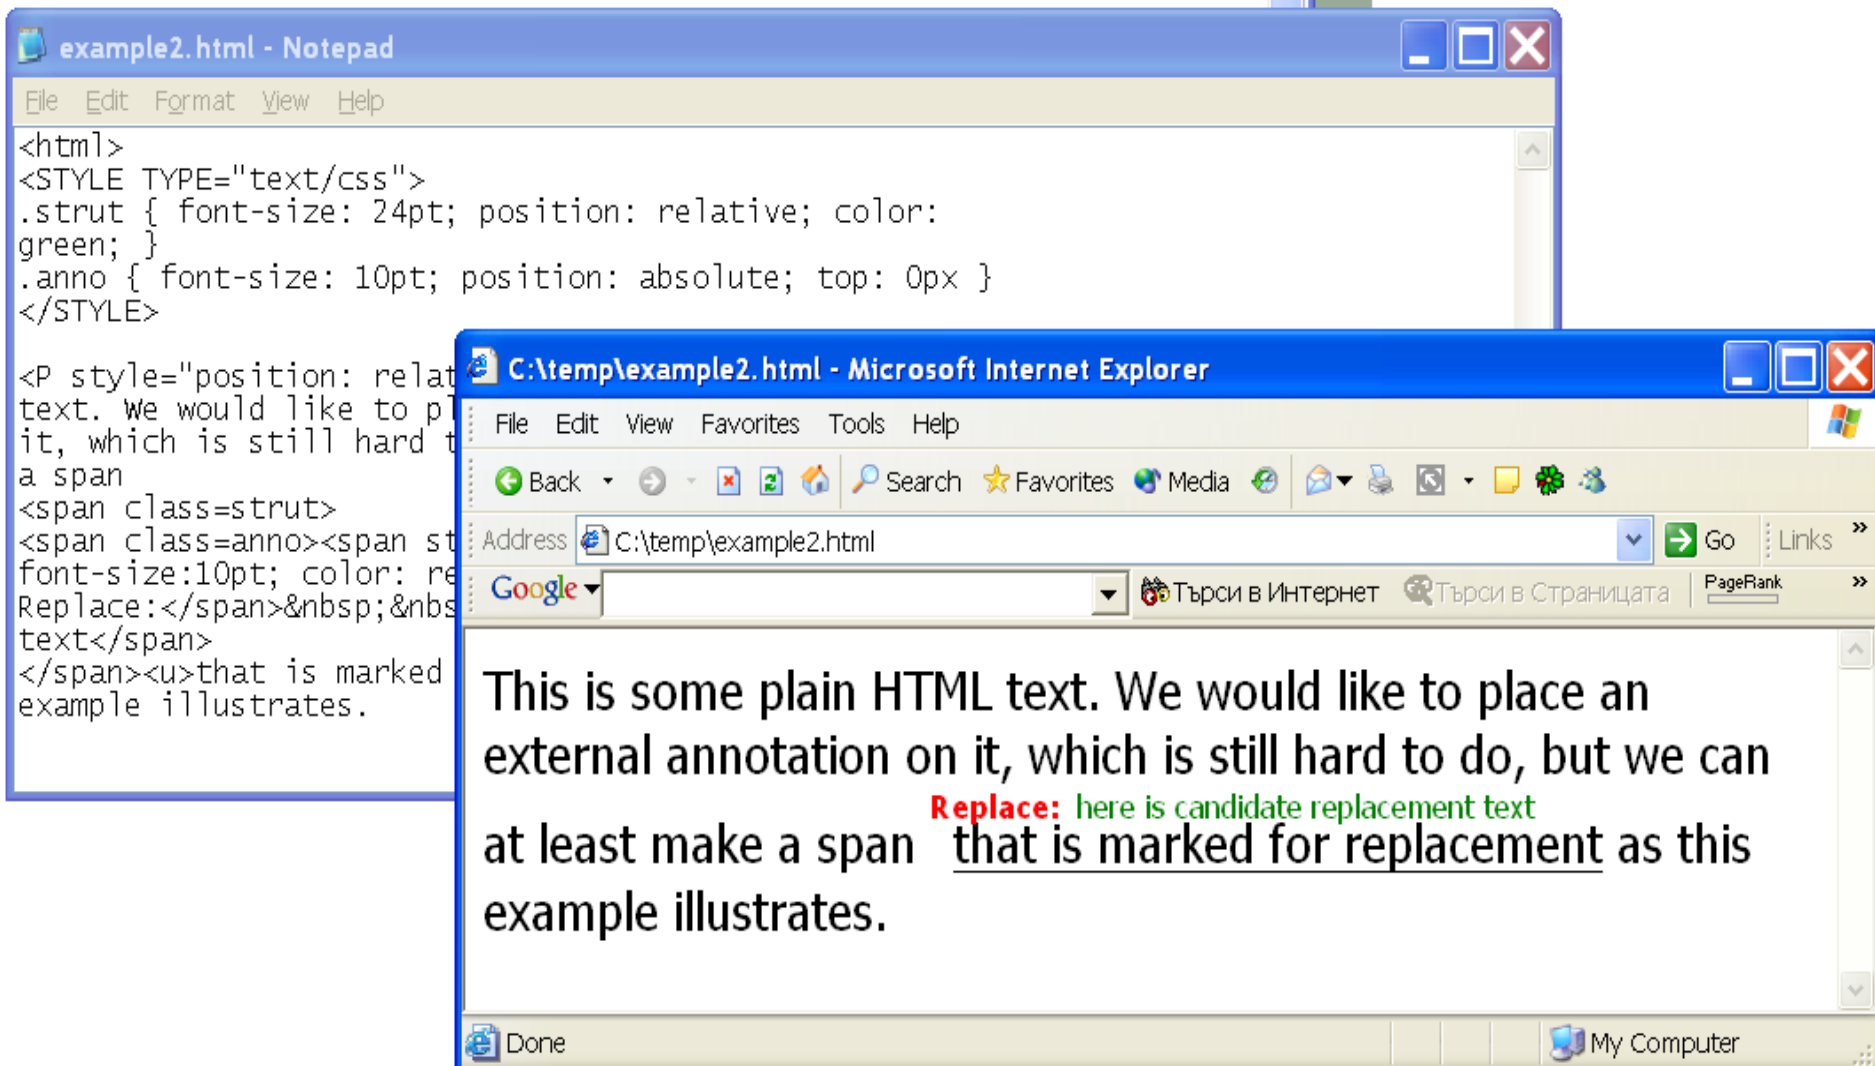 example2.html - Notepad
File Edit Format View Help
<html>
<STYLE TYPE="text/css">
.strut { font-size: 24pt; position: relative; color:
green; }
.anno { font-size: 10pt; position: absolute; top: 0px }
</STYLE>
<P style="position: relat
text. We would like to pl
it, which is still hard t
a span
<span class=strut>
<span class=anno><span st
font-size:10pt; color: re
Replace:</span>&nbsp;&nbs
text</span>
</span><u>that is marked
example illustrates.
C:\temp\example2.html - Microsoft Internet Explorer
File Edit View Favorites Tools Help
Back Search Favorites Media
Address C:\temp\example2.html Go Links »
Google Търси в Интернет Търси в Страницата PageRank »
This is some plain HTML text. We would like to place an
external annotation on it, which is still hard to do, but we can
Replace: here is candidate replacement text
at least make a span that is marked for replacement as this
example illustrates.
Done My Computer